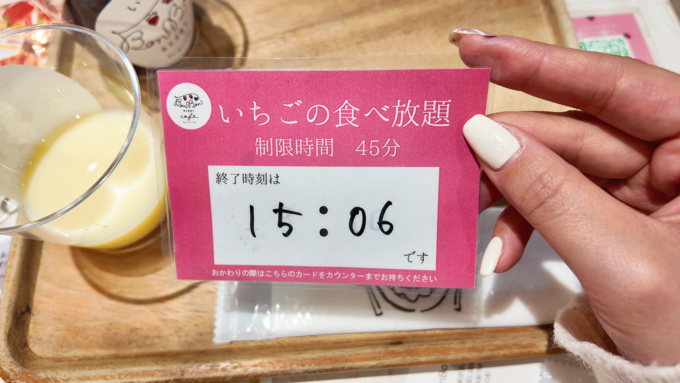 いちごの食べ放題
制限時間 45分
終了時刻は
15:06
です
おかわりの際はこちらのカードをカウンターまでお持ちください